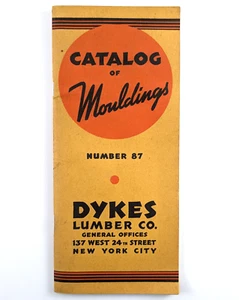 CATALOG
OF
Mouldings
NUMBER 87
DYKES
LUMBER CO.
GENERAL OFFICES
137 WEST 24TH STREET
NEW YORK CITY